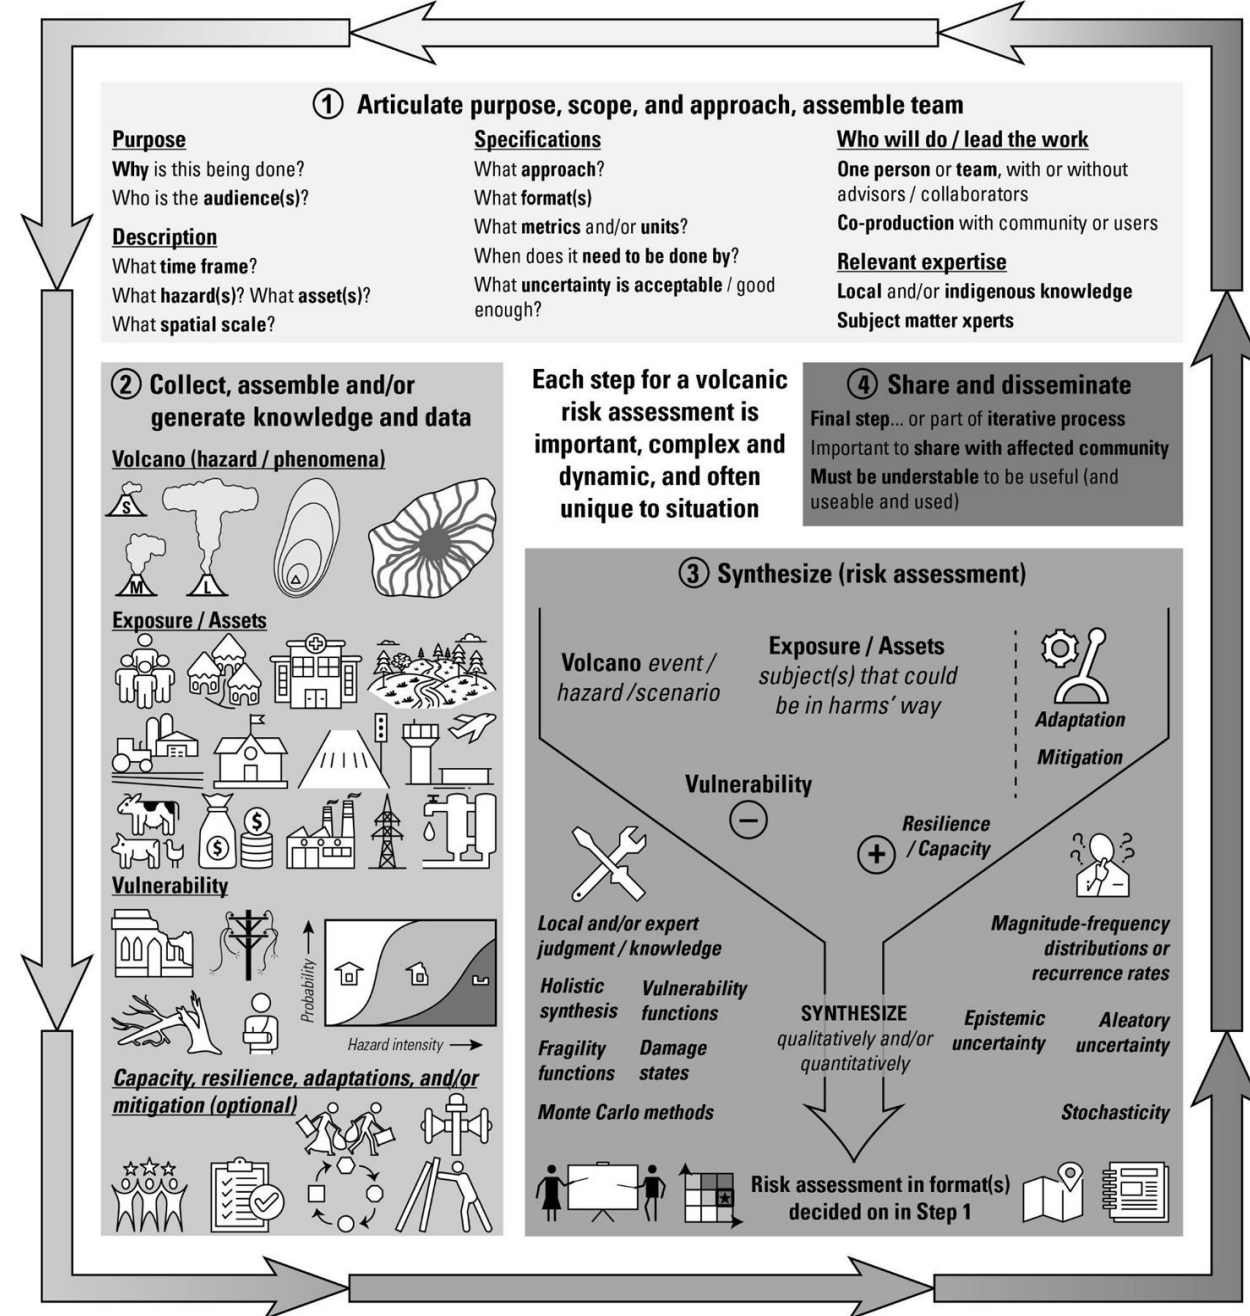 ① Articulate purpose, scope, and approach, assemble team
Purpose
Why is this being done?
Who is the audience(s)?
Description
What time frame?
What hazard(s)? What asset(s)?
What spatial scale?
Specifications
What approach?
What format(s)
What metrics and/or units?
When does it need to be done by?
What uncertainty is acceptable / good
enough?
Who will do / lead the work
One person or team, with or without
advisors / collaborators
Co-production with community or users
Relevant expertise
Local and/or indigenous knowledge
Subject matter xperts
② Collect, assemble and/or
generate knowledge and data
Volcano (hazard / phenomena)
S
M
L
Exposure / Assets
$
$
Vulnerability
Probability
Hazard intensity
Capacity, resilience, adaptations, and/or
mitigation (optional)
Each step for a volcanic
risk assessment is
important, complex and
dynamic, and often
unique to situation
④ Share and disseminate
Final step... or part of iterative process
Important to share with affected community
Must be understable to be useful (and
useable and used)
③ Synthesize (risk assessment)
Volcano event /
hazard /scenario
Exposure / Assets
subject(s) that could
be in harms' way
Adaptation
Mitigation
Vulnerability
−
+
Resilience
/ Capacity
Local and/or expert
judgment / knowledge
Holistic
synthesis
Vulnerability
functions
Fragility
functions
Damage
states
Monte Carlo methods
SYNTHESIZE
qualitatively and/or
quantitatively
? ? ? ?
Magnitude-frequency
distributions or
recurrence rates
Epistemic
uncertainty
Aleatory
uncertainty
Stochasticity
Risk assessment in format(s)
decided on in Step 1